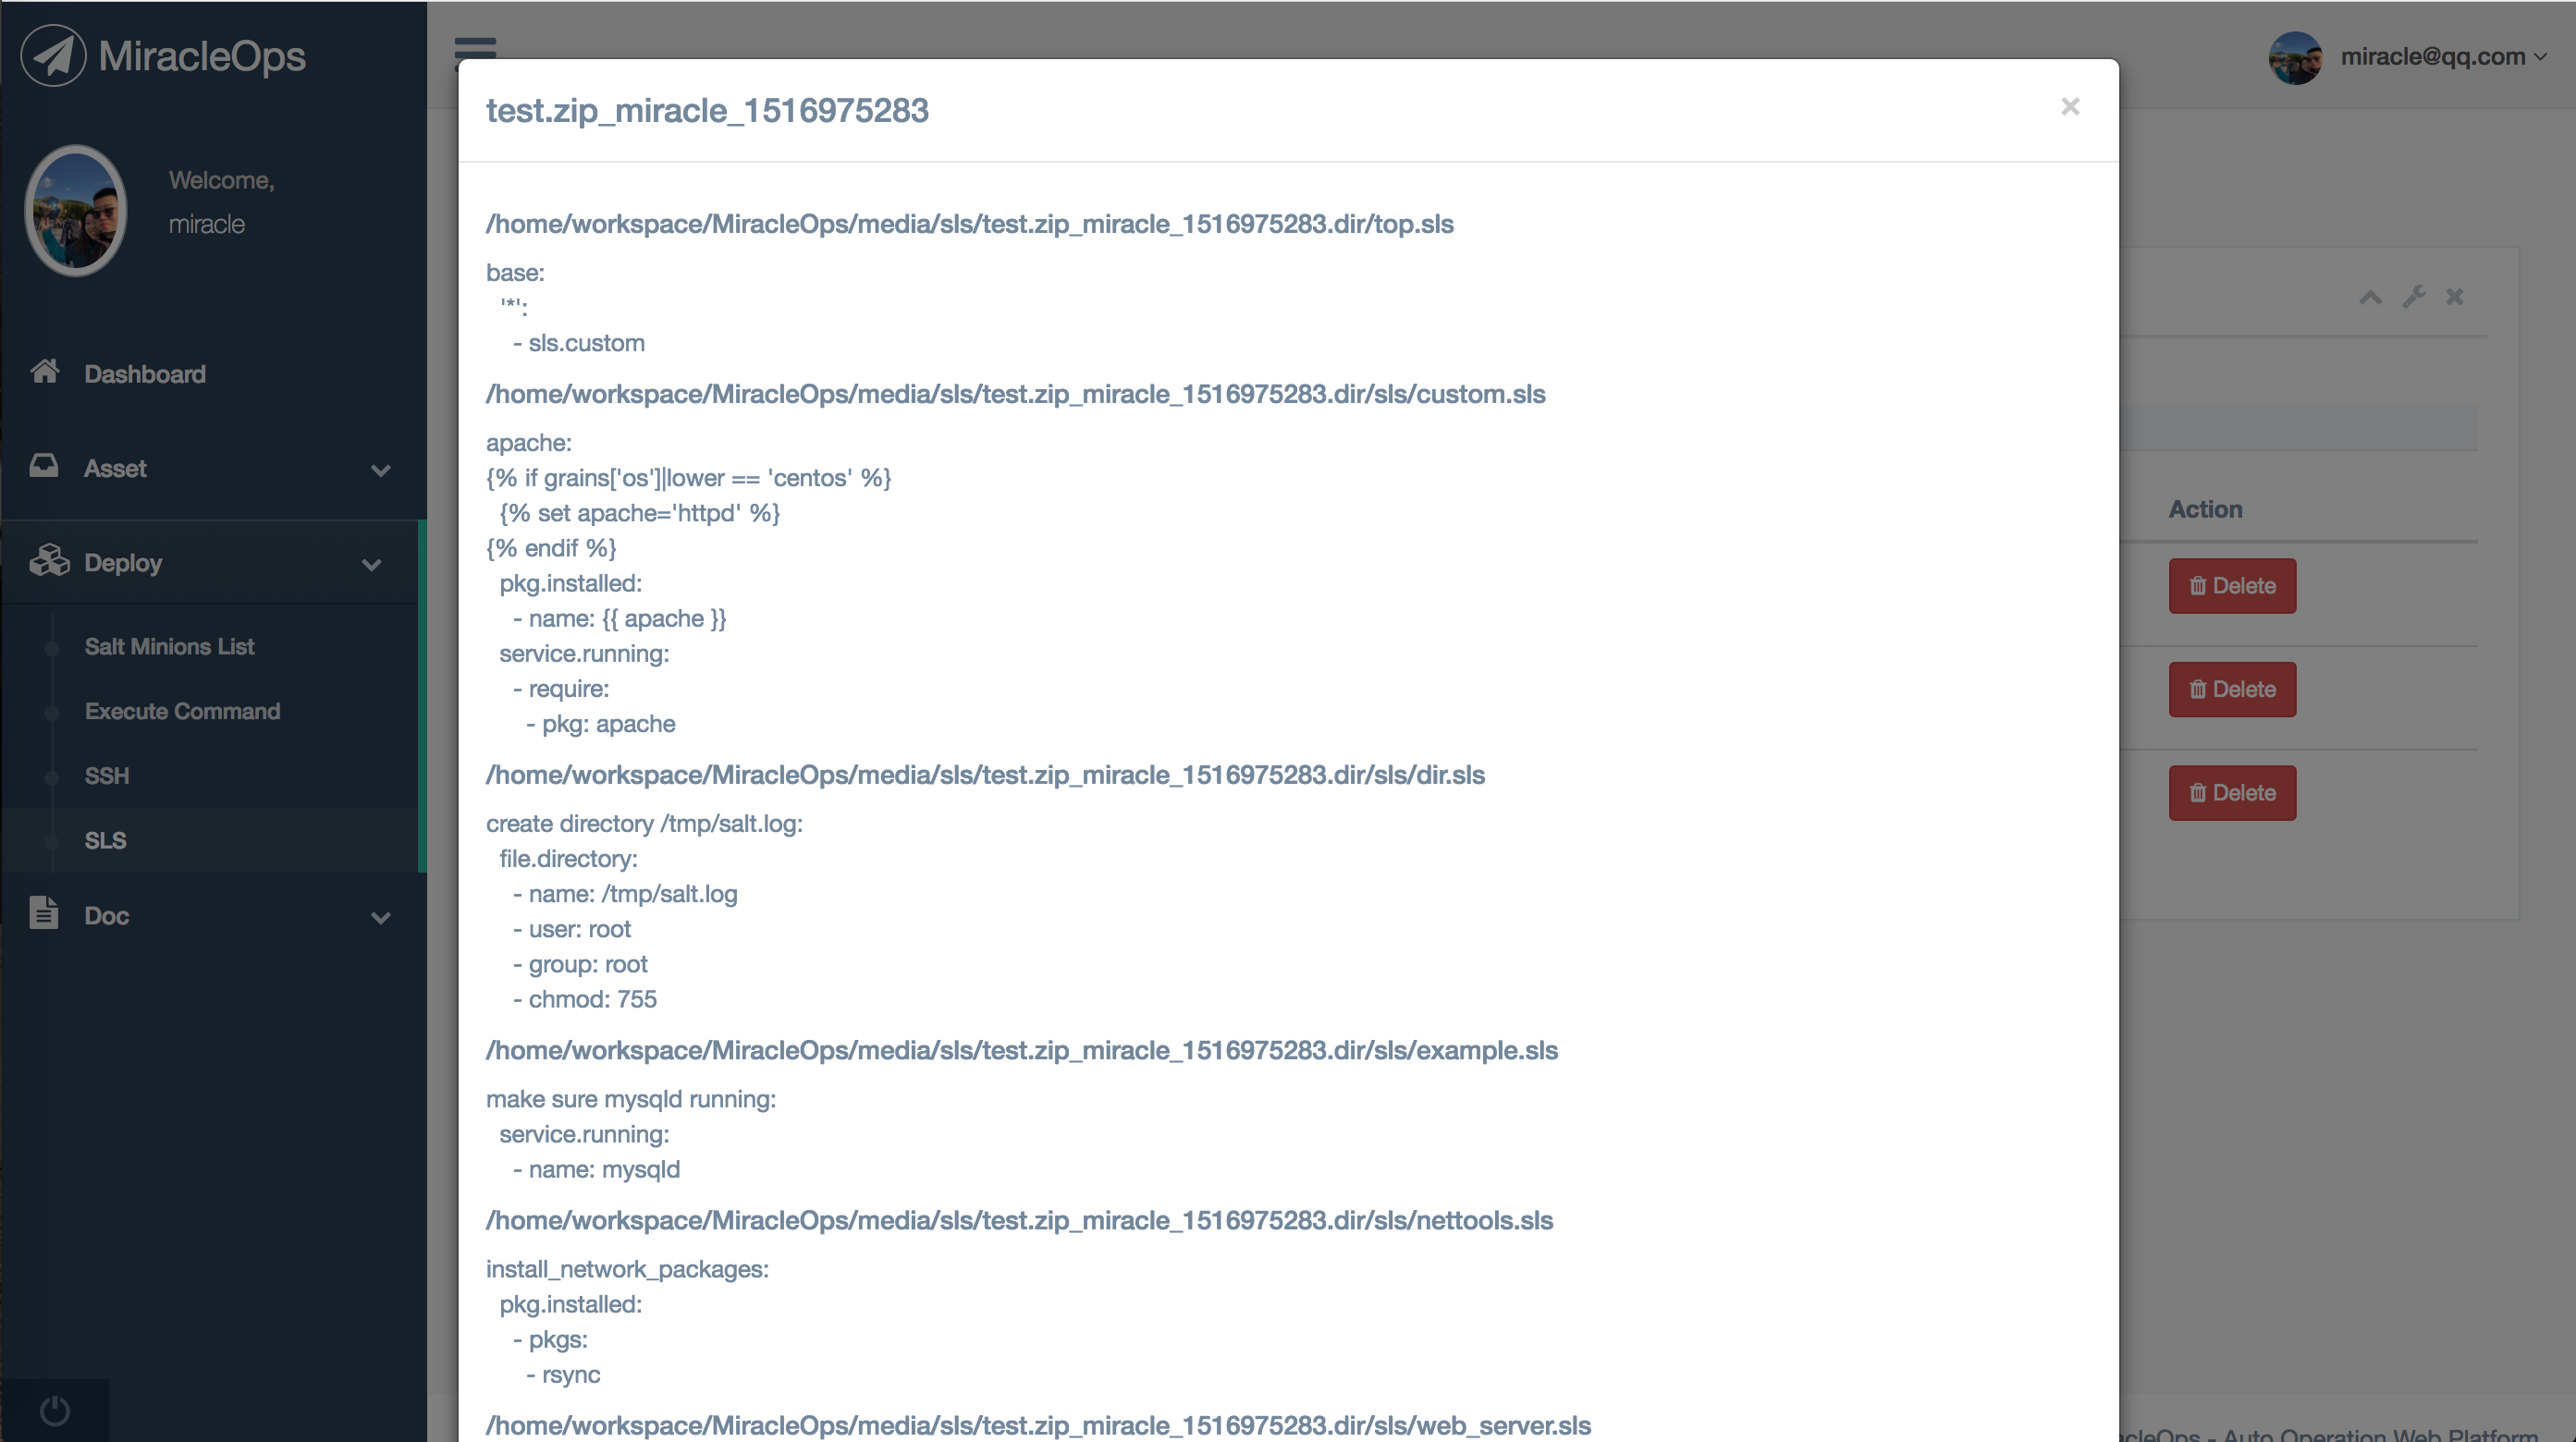 MiracleOps
miracle@qq.com
Welcome,
miracle
Dashboard
Asset
Deploy
Salt Minions List
Execute Command
SSH
SLS
Doc
test.zip_miracle_1516975283
×
/home/workspace/MiracleOps/media/sls/test.zip_miracle_1516975283.dir/top.sls
base:
  '*':
    - sls.custom
/home/workspace/MiracleOps/media/sls/test.zip_miracle_1516975283.dir/sls/custom.sls
apache:
{% if grains['os']|lower == 'centos' %}
  {% set apache='httpd' %}
{% endif %}
  pkg.installed:
    - name: {{ apache }}
  service.running:
    - require:
      - pkg: apache
/home/workspace/MiracleOps/media/sls/test.zip_miracle_1516975283.dir/sls/dir.sls
create directory /tmp/salt.log:
  file.directory:
    - name: /tmp/salt.log
    - user: root
    - group: root
    - chmod: 755
/home/workspace/MiracleOps/media/sls/test.zip_miracle_1516975283.dir/sls/example.sls
make sure mysqld running:
  service.running:
    - name: mysqld
/home/workspace/MiracleOps/media/sls/test.zip_miracle_1516975283.dir/sls/nettools.sls
install_network_packages:
  pkg.installed:
    - pkgs:
      - rsync
/home/workspace/MiracleOps/media/sls/test.zip_miracle_1516975283.dir/sls/web_server.sls
Action
Delete
Delete
Delete
acleOps - Auto Operation Web Platform